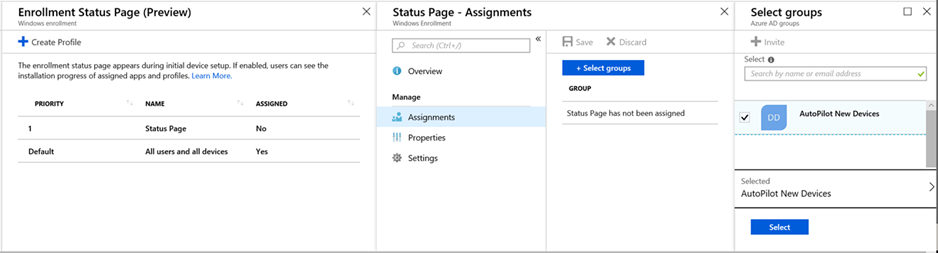 Enrollment Status Page (Preview)
Windows enrollment
Create Profile
The enrollment status page appears during initial device setup. If enabled, users can see the
installation progress of assigned apps and profiles. Learn More.
PRIORITY NAME ASSIGNED
1 Status Page No
Default All users and all devices Yes
Status Page - Assignments
Windows Enrollment
Search (Ctrl+/)
Overview
Manage
Assignments
Properties
Settings
Save Discard
+ Select groups
GROUP
Status Page has not been assigned
Select groups
Azure AD groups
Invite
Select
Search by name or email address
DD AutoPilot New Devices
Selected
AutoPilot New Devices
Select